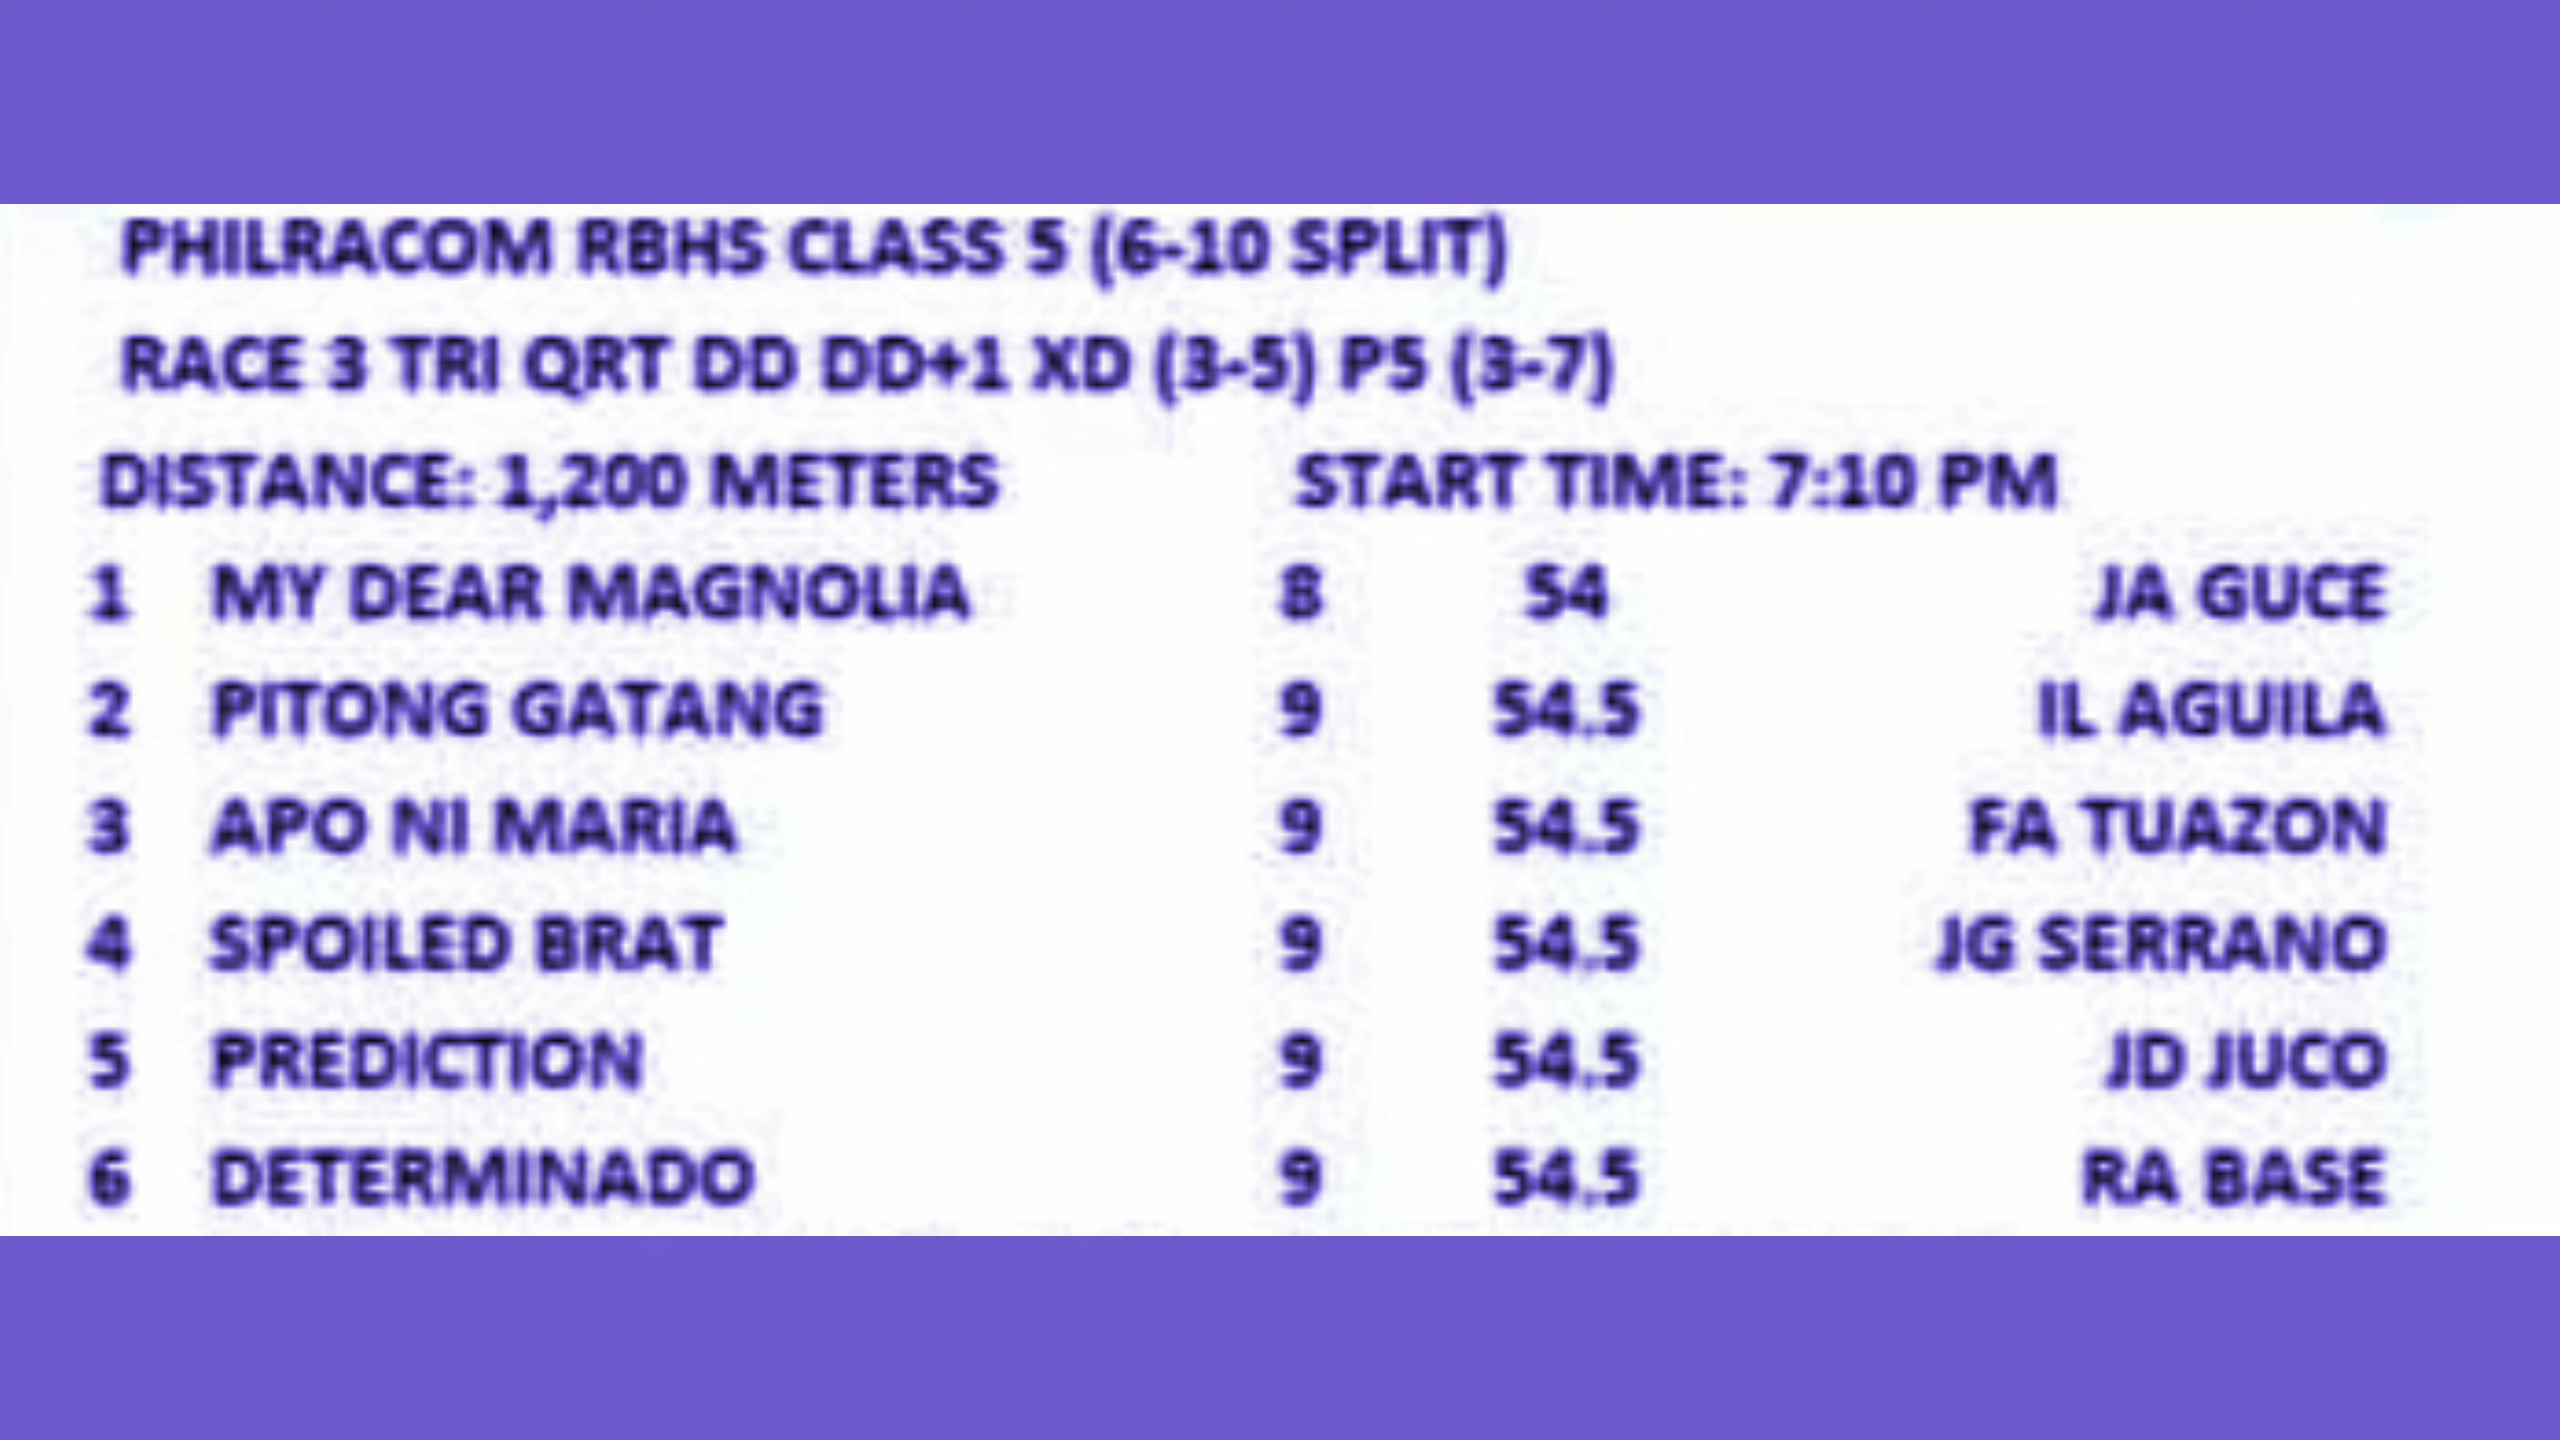 PHILRACOM RBHS CLASS 5 (6-10 SPLIT)
RACE 3 TRI QRT DD DD+1 XD (3-5) P5 (3-7)
DISTANCE: 1,200 METERS START TIME: 7:10 PM
1 MY DEAR MAGNOLIA 8 54 JA GUCE
2 PITONG GATANG 9 54.5 IL AGUILA
3 APO NI MARIA 9 54.5 FA TUAZON
4 SPOILED BRAT 9 54.5 JG SERRANO
5 PREDICTION 9 54.5 JD JUCO
6 DETERMINADO 9 54.5 RA BASE